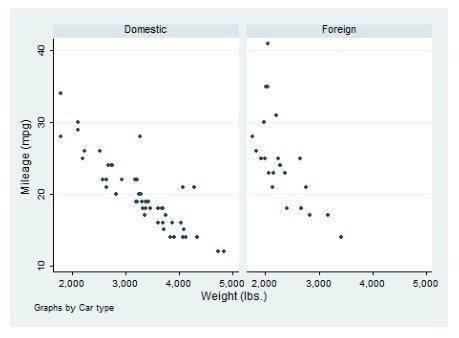 Domestic
Foreign
40
30
20
10
Mileage (mpg)
2,000 3,000 4,000 5,000
2,000 3,000 4,000 5,000
Weight (lbs.)
Graphs by Car type